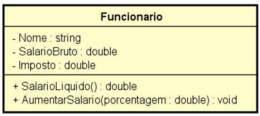 Funcionario
- Nome : string
- SalarioBruto : double
- Imposto : double
+ SalarioLiquido() : double
+ AumentarSalario(porcentagem : double) : void